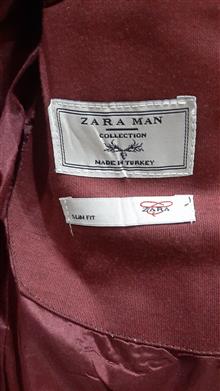 ZARA MAN
COLLECTION
MADE IN TURKEY
SLIM FIT
ZARA